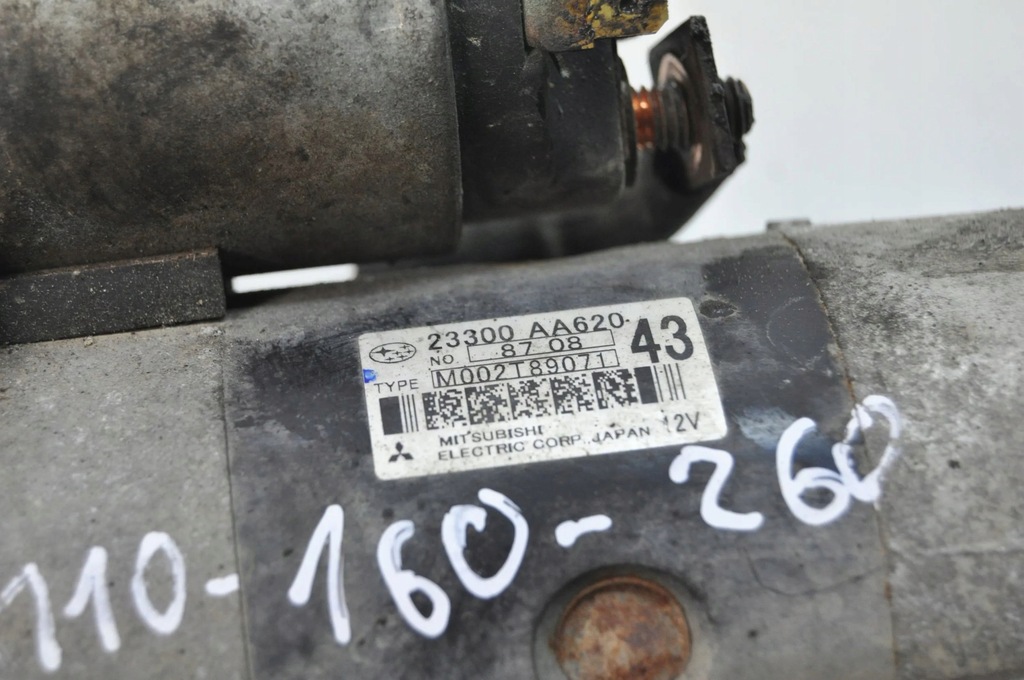 23300 AA620
43
NO 87 08
TYPE M002T89071
MITSUBISHI
ELECTRIC CORP. JAPAN 12V
110-160-260